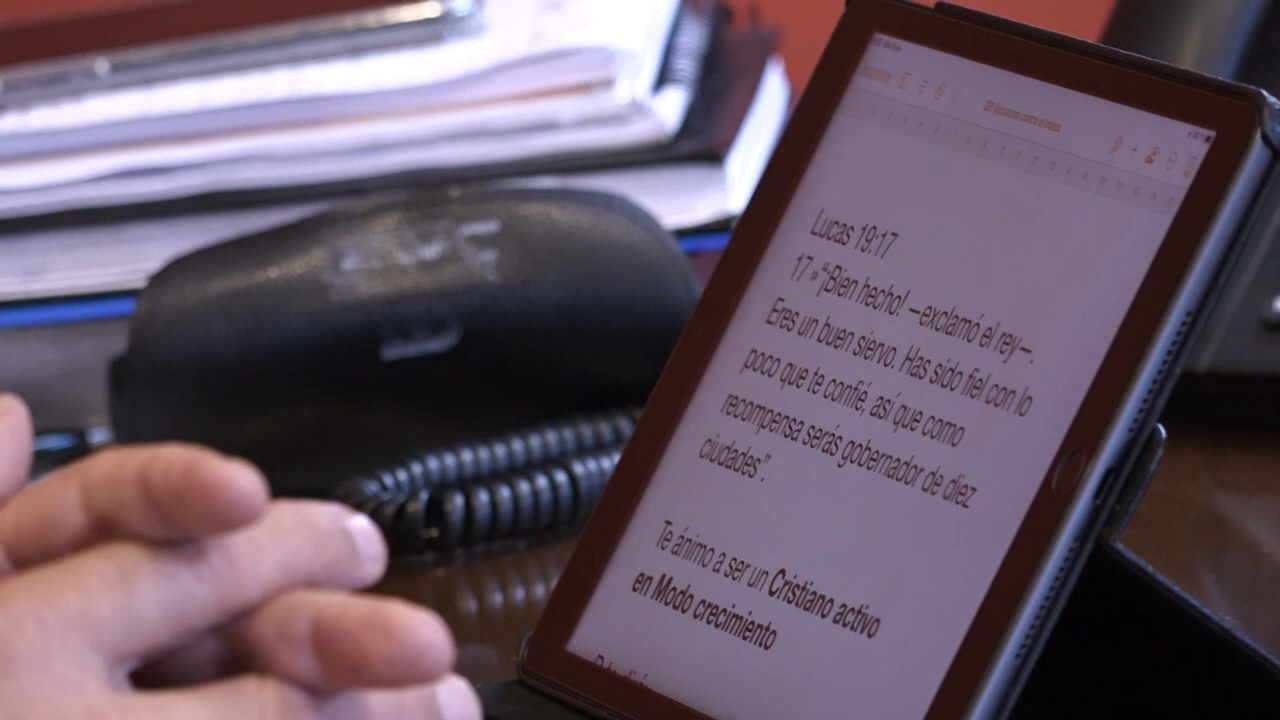 Lucas 19:17
17 » “¡Bien hecho! —exclamó el rey—.
Eres un buen siervo. Has sido fiel con lo
poco que te confié, así que como
recompensa serás gobernador de diez
ciudades”.
Te ánimo a ser un Cristiano activo
en Modo crecimiento